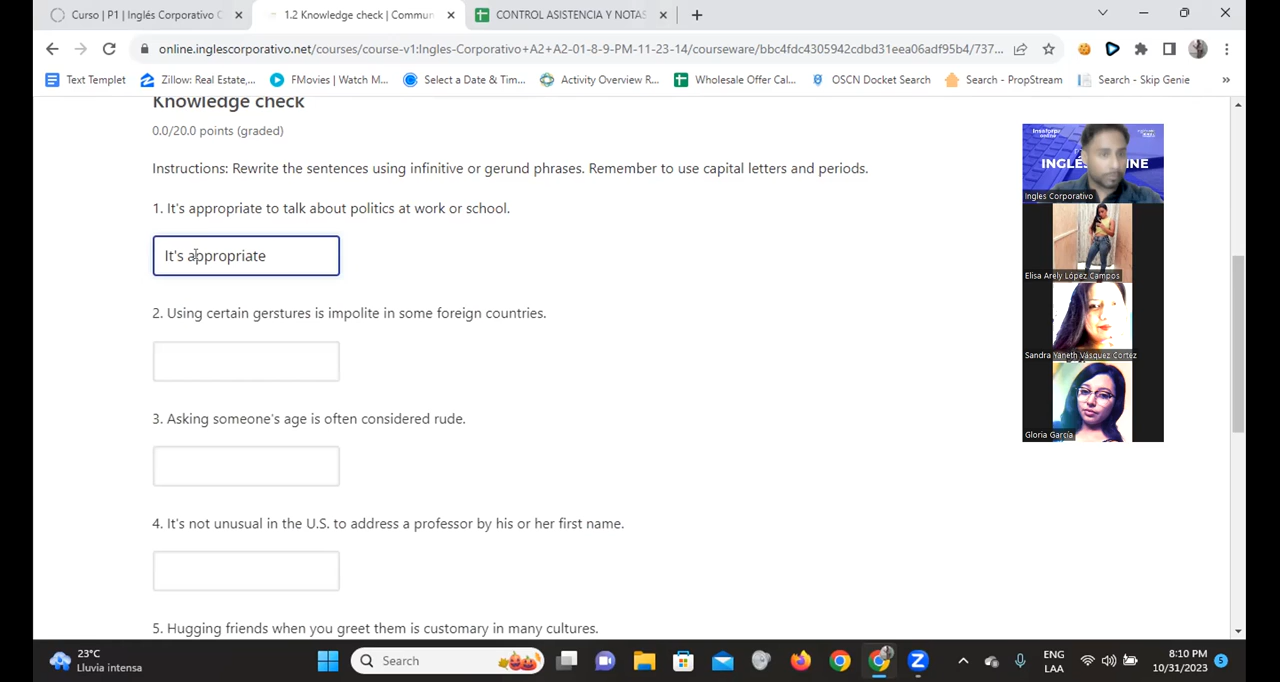 Curso | P1 | Inglés Corporativo C
1.2 Knowledge check | Commun
CONTROL ASISTENCIA Y NOTAS
online.inglescorporativo.net/courses/course-v1:Ingles-Corporativo+A2+A2-01-8-9-PM-11-23-14/courseware/bbc4fdc4305942cdbd31eea06adf95b4/737...
Text Templet
Zillow: Real Estate,...
FMovies | Watch M...
Select a Date & Tim...
Activity Overview R...
Wholesale Offer Cal...
OSCN Docket Search
Search - PropStream
Search - Skip Genie
»
Knowledge check
0.0/20.0 points (graded)
Instructions: Rewrite the sentences using infinitive or gerund phrases. Remember to use capital letters and periods.
1. It's appropriate to talk about politics at work or school.
It's appropriate
2. Using certain gerstures is impolite in some foreign countries.
3. Asking someone's age is often considered rude.
4. It's not unusual in the U.S. to address a professor by his or her first name.
5. Hugging friends when you greet them is customary in many cultures.
INGLÉS ONLINE
Ingles Corporativo
Elisa Arely López Campos
Sandra Yaneth Vásquez Cortez
Gloria García
23°C
Lluvia intensa
Search
ENG
LAA
8:10 PM
10/31/2023
5